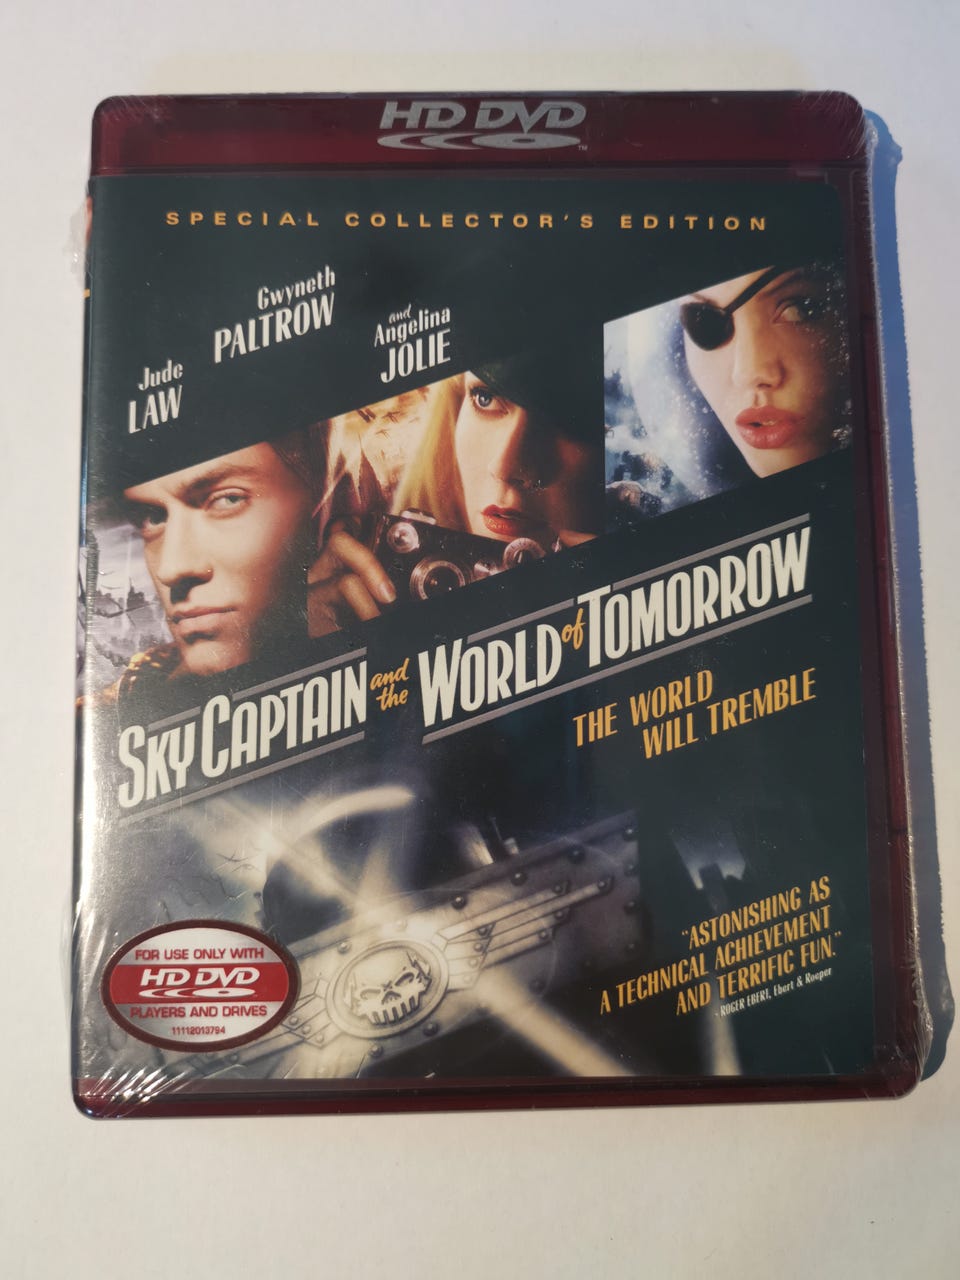 HD DVD
TM
SPECIAL COLLECTOR'S EDITION
Jude
LAW
Gwyneth
PALTROW
and
Angelina
JOLIE
SKY CAPTAIN and the WORLD of TOMORROW
THE WORLD
WILL TREMBLE
"ASTONISHING AS
A TECHNICAL ACHIEVEMENT
AND TERRIFIC FUN."
- ROGER EBERT, Ebert & Roeper
FOR USE ONLY WITH
HD DVD
PLAYERS AND DRIVES
11112013794